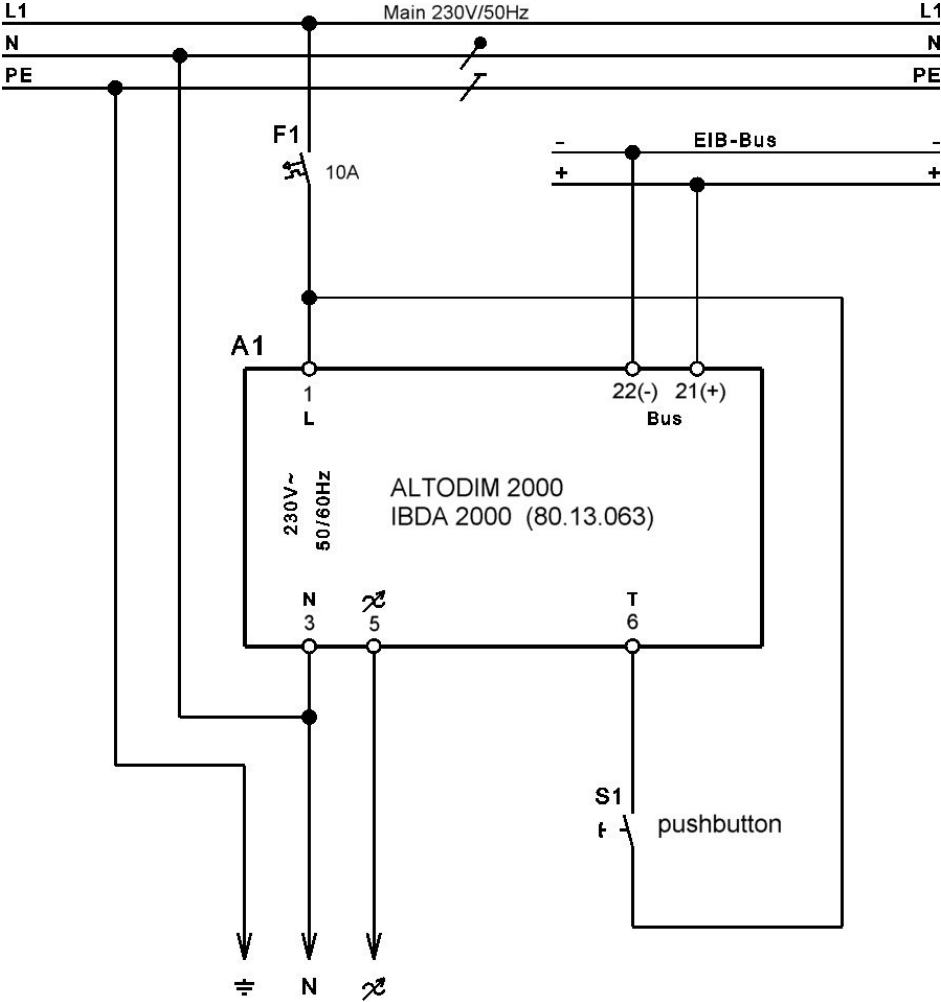 L1 Main 230V/50Hz L1
N N
PE PE
F1
10A
- EIB-Bus -
+ +
A1
1 22(-) 21(+)
L Bus
230V~
50/60Hz
ALTODIM 2000
IBDA 2000 (80.13.063)
N T
3 5 6
S1
pushbutton
N